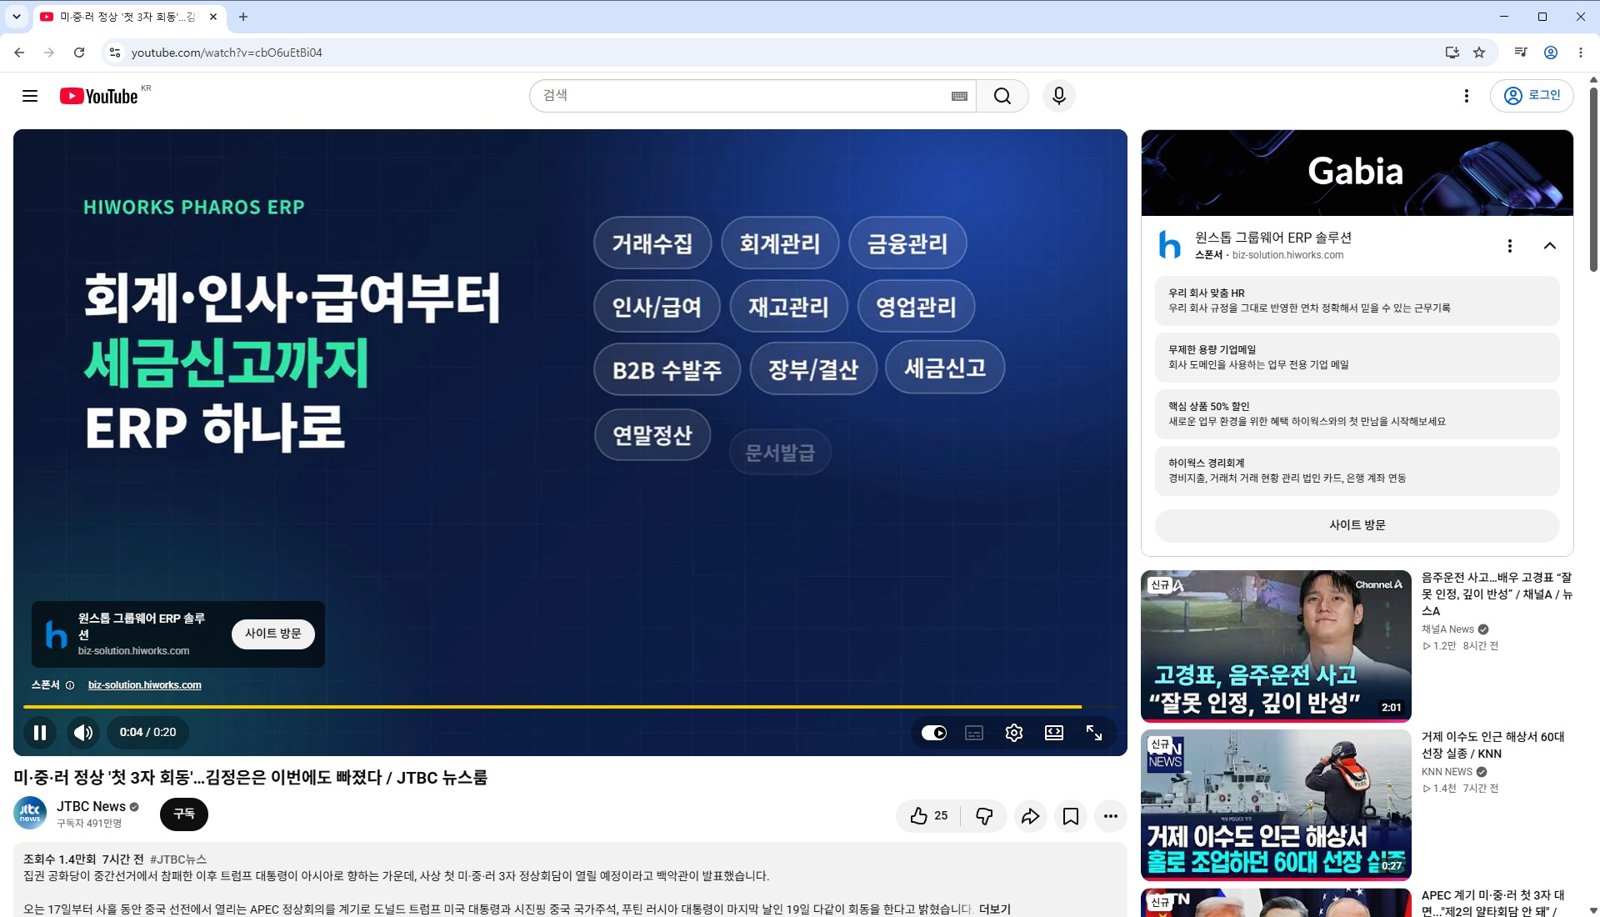 미·중·러 정상 '첫 3자 회동'...김
youtube.com/watch?v=cbO6uEtBi04
YouTube KR
검색
로그인
HIWORKS PHAROS ERP
회계·인사·급여부터
세금신고까지
ERP 하나로
거래수집 회계관리 금융관리
인사/급여 재고관리 영업관리
B2B 수발주 장부/결산 세금신고
연말정산 문서발급
원스톱 그룹웨어 ERP 솔루
션
biz-solution.hiworks.com
사이트 방문
스폰서 biz-solution.hiworks.com
0:04 / 0:20
미·중·러 정상 '첫 3자 회동'...김정은은 이번에도 빠졌다 / JTBC 뉴스룸
jtbc news
JTBC News
구독자 491만명
구독
25
조회수 1.4만회 7시간 전 #JTBC뉴스
집권 공화당이 중간선거에서 참패한 이후 트럼프 대통령이 아시아로 향하는 가운데, 사상 첫 미·중·러 3자 정상회담이 열릴 예정이라고 백악관이 발표했습니다.
오는 17일부터 사흘 동안 중국 선전에서 열리는 APEC 정상회의를 계기로 도널드 트럼프 미국 대통령과 시진핑 중국 국가주석, 푸틴 러시아 대통령이 마지막 날인 19일 다같이 회동을 한다고 밝혔습니다. 더보기
Gabia
원스톱 그룹웨어 ERP 솔루션
스폰서 · biz-solution.hiworks.com
우리 회사 맞춤 HR
우리 회사 규정을 그대로 반영한 연차 정확해서 믿을 수 있는 근무기록
무제한 용량 기업메일
회사 도메인을 사용하는 업무 전용 기업 메일
핵심 상품 50% 할인
새로운 업무 환경을 위한 혜택 하이웍스와의 첫 만남을 시작해보세요
하이웍스 경리회계
경비지출, 거래처 거래 현황 관리 법인 카드, 은행 계좌 연동
사이트 방문
신규
Channel A
고경표, 음주운전 사고
“잘못 인정, 깊이 반성”
2:01
음주운전 사고...배우 고경표 “잘
못 인정, 깊이 반성” / 채널A / 뉴
스A
채널A News
1.2만 8시간 전
신규
KNN
NEWS
거제 이수도 인근 해상서
홀로 조업하던 60대 선장 실종
0:27
거제 이수도 인근 해상서 60대
선장 실종 / KNN
KNN NEWS
1.4천 7시간 전
신규
APEC 계기 미·중·러 첫 3자 대
면..."제2의 얄타회담 안 돼" /